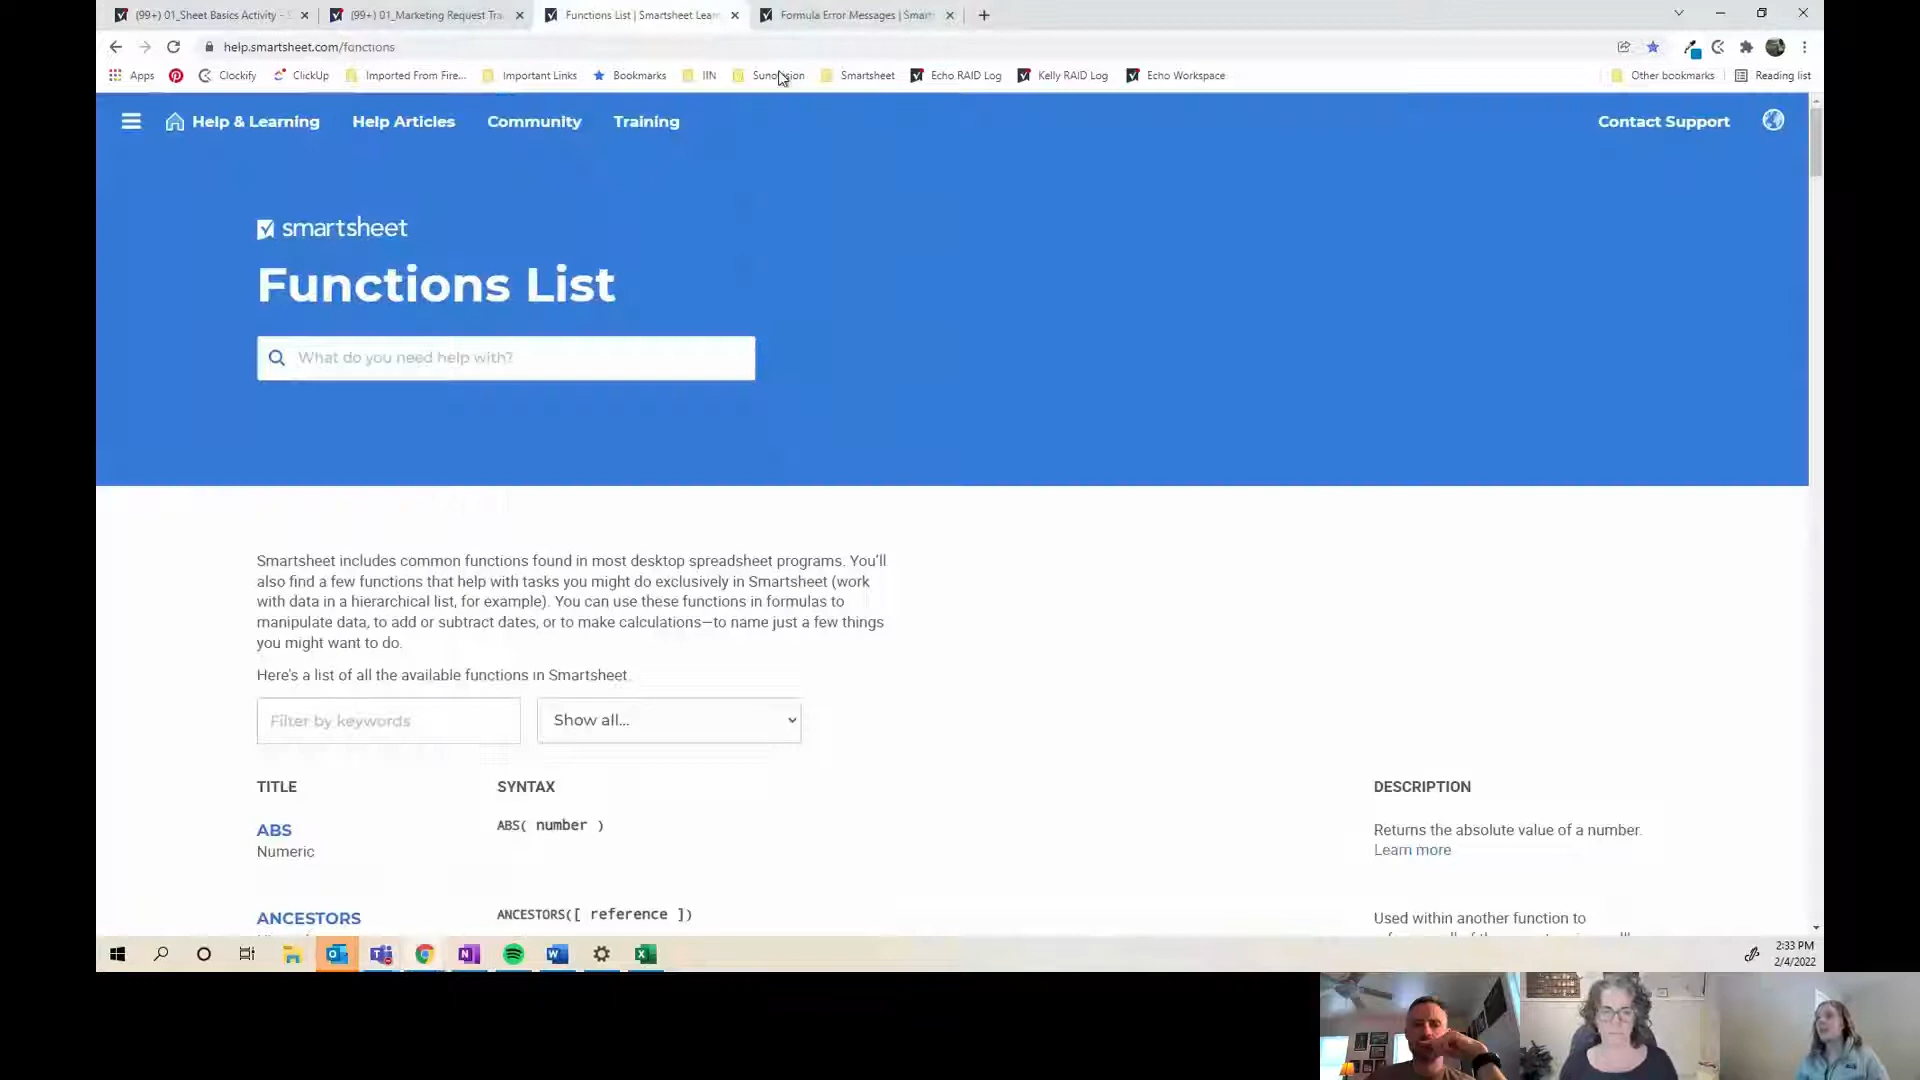 (99+) 01_Sheet Basics Activity - S
(99+) 01_Marketing Request Tra
Functions List | Smartsheet Lear
Formula Error Messages | Smart
help.smartsheet.com/functions
Apps
Clockify
ClickUp
Imported From Fire...
Important Links
Bookmarks
IIN
Smartsheet
Echo RAID Log
Kelly RAID Log
Echo Workspace
Other bookmarks
Reading list
Help & Learning
Help Articles
Community
Training
Contact Support
smartsheet
Functions List
What do you need help with?
Smartsheet includes common functions found in most desktop spreadsheet programs. You'll
also find a few functions that help with tasks you might do exclusively in Smartsheet (work
with data in a hierarchical list, for example). You can use these functions in formulas to
manipulate data, to add or subtract dates, or to make calculations—to name just a few things
you might want to do.
Here's a list of all the available functions in Smartsheet.
Filter by keywords
Show all...
TITLE
SYNTAX
DESCRIPTION
ABS
Numeric
ABS( number )
Returns the absolute value of a number.
Learn more
ANCESTORS
ANCESTORS([ reference ])
Used within another function to
2:33 PM
2/4/2022